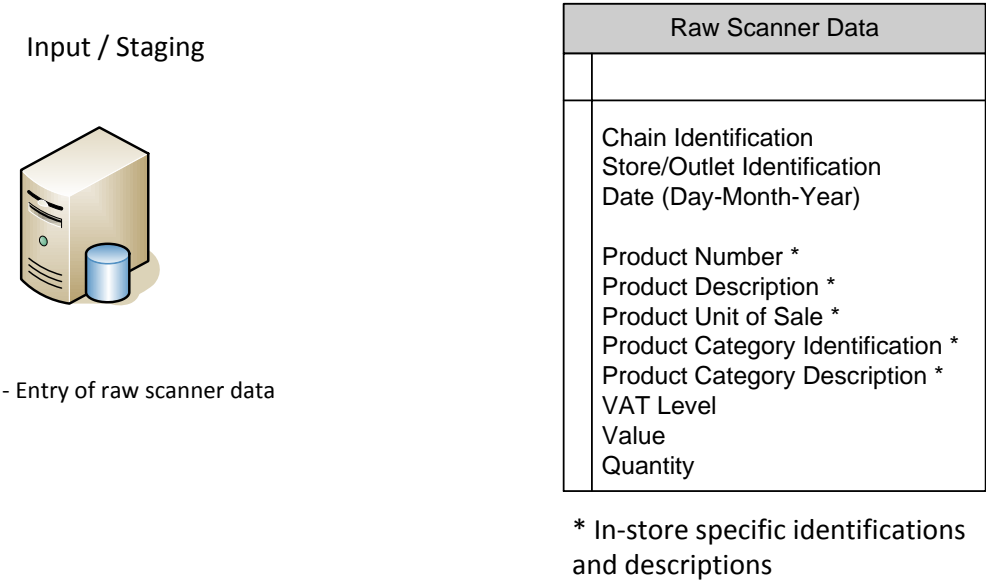 Input / Staging
- Entry of raw scanner data
Raw Scanner Data
Chain Identification
Store/Outlet Identification
Date (Day-Month-Year)
Product Number *
Product Description *
Product Unit of Sale *
Product Category Identification *
Product Category Description *
VAT Level
Value
Quantity
* In-store specific identifications
and descriptions